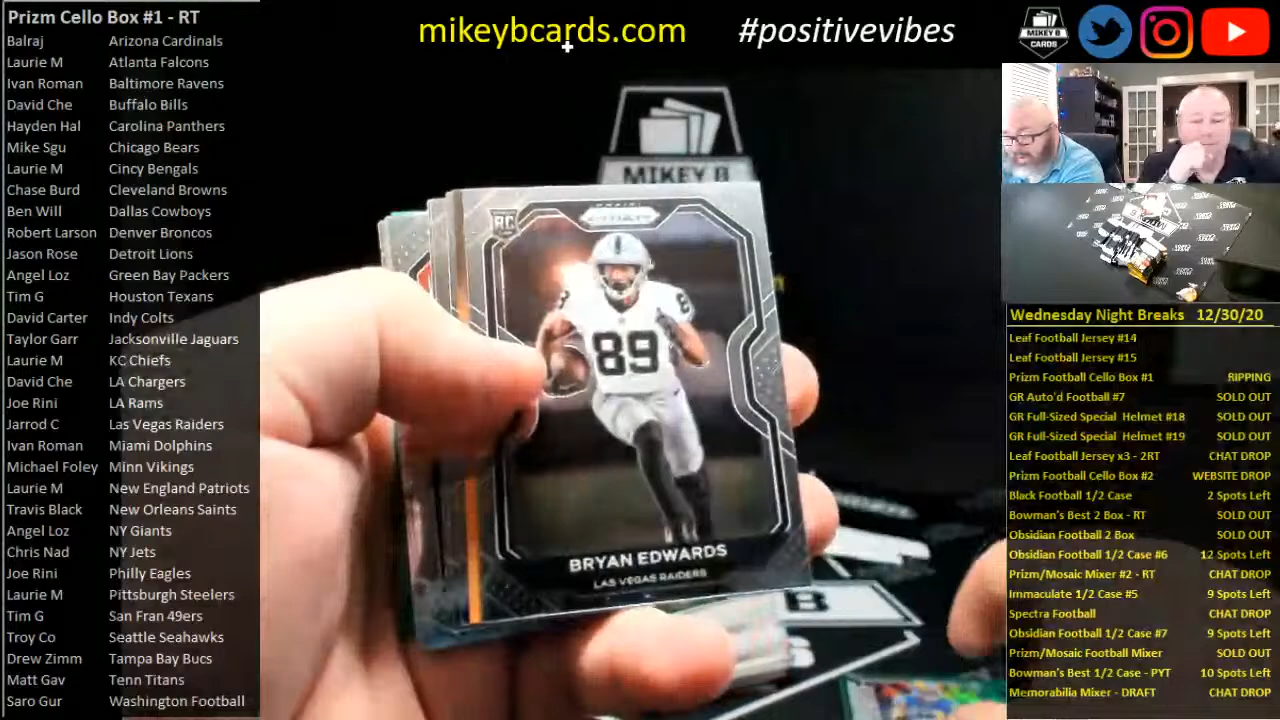 Prizm Cello Box #1 - RT
Balraj Arizona Cardinals
Laurie M Atlanta Falcons
Ivan Roman Baltimore Ravens
David Che Buffalo Bills
Hayden Hal Carolina Panthers
Mike Sgu Chicago Bears
Laurie M Cincy Bengals
Chase Burd Cleveland Browns
Ben Will Dallas Cowboys
Robert Larson Denver Broncos
Jason Rose Detroit Lions
Angel Loz Green Bay Packers
Tim G Houston Texans
David Carter Indy Colts
Taylor Garr Jacksonville Jaguars
Laurie M KC Chiefs
David Che LA Chargers
Joe Rini LA Rams
Jarrod C Las Vegas Raiders
Ivan Roman Miami Dolphins
Michael Foley Minn Vikings
Laurie M New England Patriots
Travis Black New Orleans Saints
Angel Loz NY Giants
Chris Nad NY Jets
Joe Rini Philly Eagles
Laurie M Pittsburgh Steelers
Tim G San Fran 49ers
Troy Co Seattle Seahawks
Drew Zimm Tampa Bay Bucs
Matt Gav Tenn Titans
Saro Gur Washington Football
mikeybcards.com #positivevibes
MIKEY B
CARDS
MIKEY B
RC
89
BRYAN EDWARDS
LAS VEGAS RAIDERS
B
Wednesday Night Breaks 12/30/20
Leaf Football Jersey #14
Leaf Football Jersey #15
Prizm Football Cello Box #1 RIPPING
GR Auto'd Football #7 SOLD OUT
GR Full-Sized Special Helmet #18 SOLD OUT
GR Full-Sized Special Helmet #19 SOLD OUT
Leaf Football Jersey x3 - 2RT CHAT DROP
Prizm Football Cello Box #2 WEBSITE DROP
Black Football 1/2 Case 2 Spots Left
Bowman's Best 2 Box - RT SOLD OUT
Obsidian Football 2 Box SOLD OUT
Obsidian Football 1/2 Case #6 12 Spots Left
Prizm/Mosaic Mixer #2 - RT CHAT DROP
Immaculate 1/2 Case #5 9 Spots Left
Spectra Football CHAT DROP
Obsidian Football 1/2 Case #7 9 Spots Left
Prizm/Mosaic Football Mixer SOLD OUT
Bowman's Best 1/2 Case - PYT 10 Spots Left
Memorabilia Mixer - DRAFT CHAT DROP